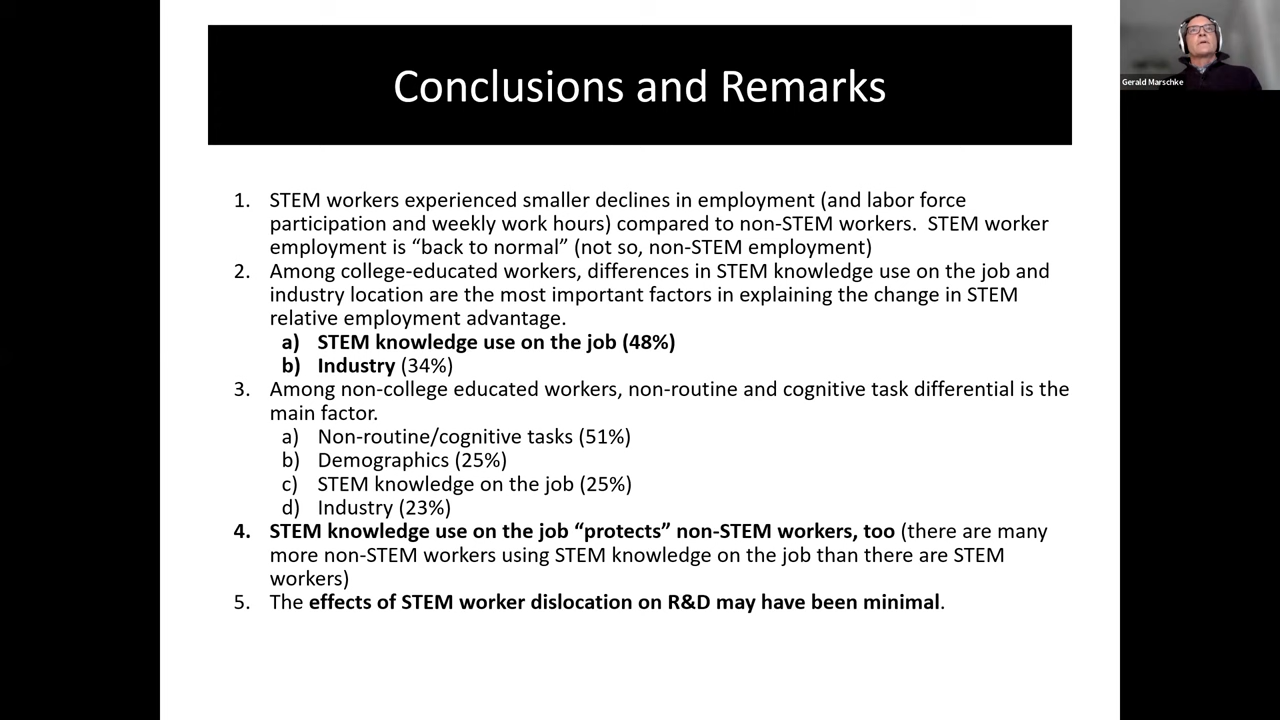 Conclusions and Remarks
Gerald Marschke
1. STEM workers experienced smaller declines in employment (and labor force
participation and weekly work hours) compared to non-STEM workers.  STEM worker
employment is “back to normal” (not so, non-STEM employment)
2. Among college-educated workers, differences in STEM knowledge use on the job and
industry location are the most important factors in explaining the change in STEM
relative employment advantage.
a) STEM knowledge use on the job (48%)
b) Industry (34%)
3. Among non-college educated workers, non-routine and cognitive task differential is the
main factor.
a) Non-routine/cognitive tasks (51%)
b) Demographics (25%)
c) STEM knowledge on the job (25%)
d) Industry (23%)
4. STEM knowledge use on the job “protects” non-STEM workers, too (there are many
more non-STEM workers using STEM knowledge on the job than there are STEM
workers)
5. The effects of STEM worker dislocation on R&D may have been minimal.